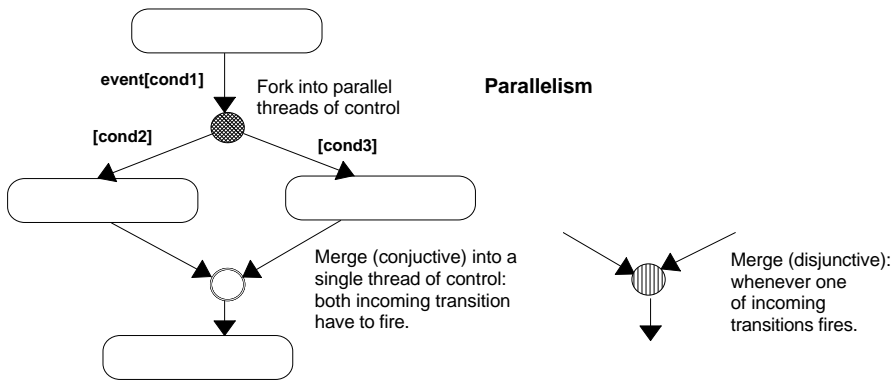 event[cond1]
Fork into parallel
threads of control
Parallelism
[cond2]
[cond3]
Merge (conjuctive) into a
single thread of control:
both incoming transition
have to fire.
Merge (disjunctive):
whenever one
of incoming
transitions fires.